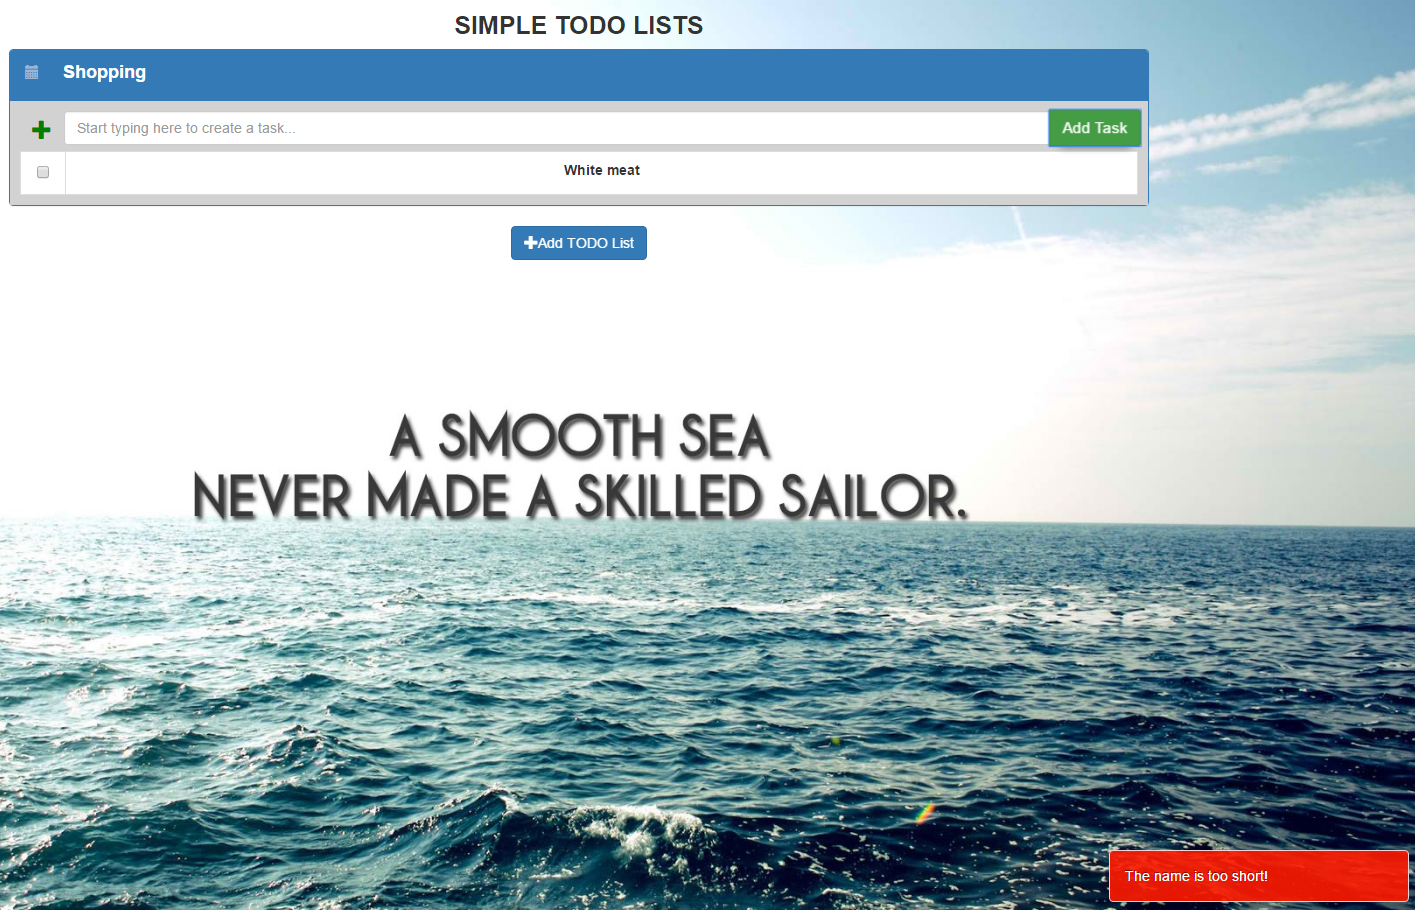 SIMPLE TODO LISTS
Shopping
Start typing here to create a task...
Add Task
White meat
Add TODO List
A SMOOTH SEA
NEVER MADE A SKILLED SAILOR.
The name is too short!